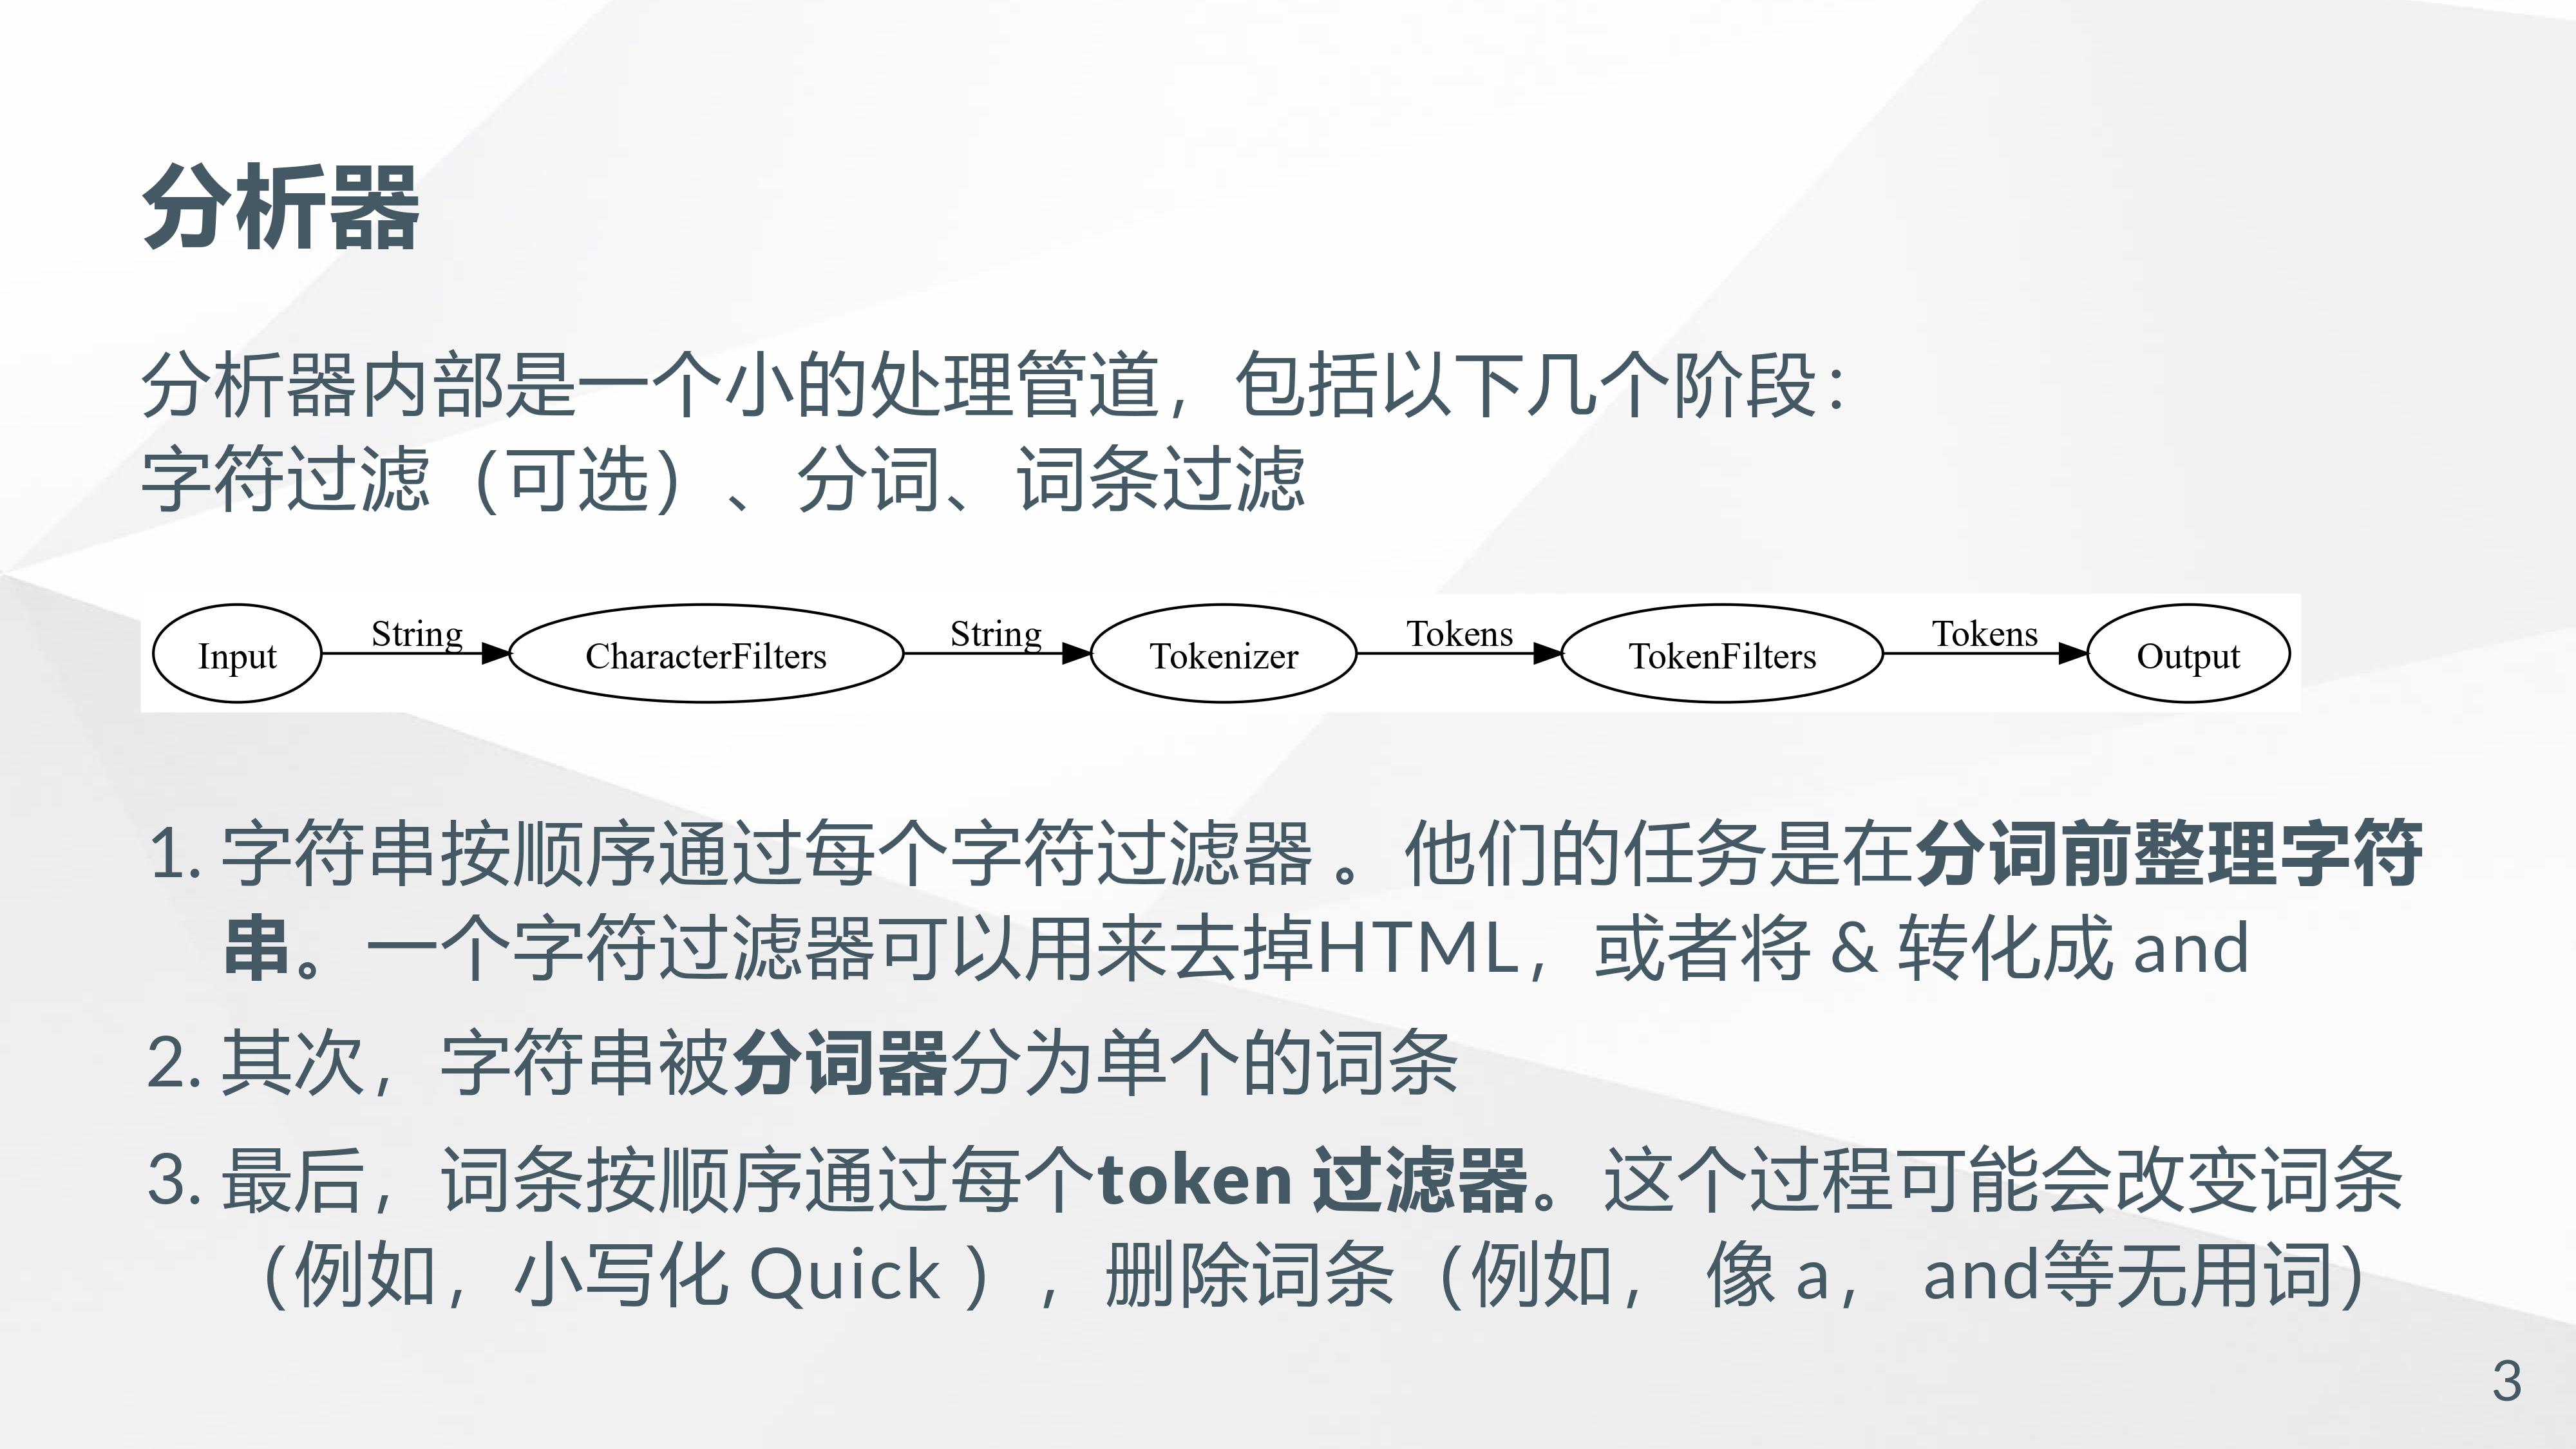 分析器
分析器内部是一个小的处理管道，包括以下几个阶段：
字符过滤（可选）、分词、词条过滤
Input String CharacterFilters String Tokenizer Tokens TokenFilters Tokens Output
1. 字符串按顺序通过每个字符过滤器 。他们的任务是在分词前整理字符
串。一个字符过滤器可以用来去掉HTML，或者将 & 转化成 and
2. 其次，字符串被分词器分为单个的词条
3. 最后，词条按顺序通过每个token 过滤器。这个过程可能会改变词条
（例如，小写化 Quick ），删除词条（例如， 像 a， and等无用词）
3